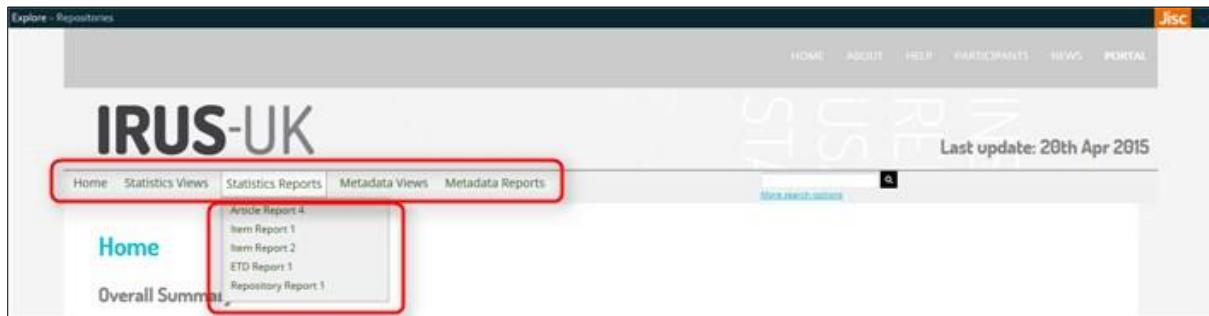 Explore - Repositories
Jisc
HOME ABOUT HELP PARTICIPANTS NEWS PORTAL
IRUS-UK
Last update: 20th Apr 2015
Home Statistics Views Statistics Reports Metadata Views Metadata Reports
More search options
Article Report 4
Item Report 1
Item Report 2
ETD Report 1
Repository Report 1
Home
Overall Summary